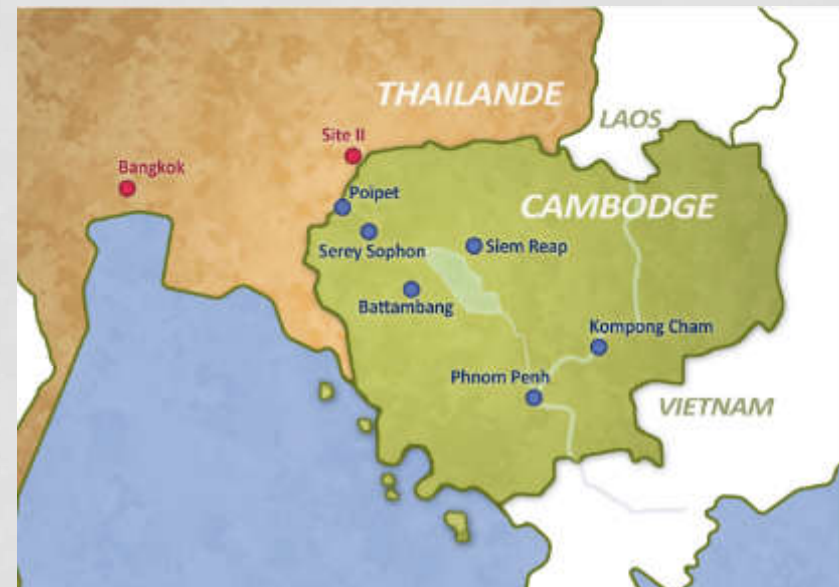 THAILANDE
LAOS
Site II
Bangkok
Poipet
CAMBODGE
Serey Sophon
Siem Reap
Battambang
Kompong Cham
Phnom Penh
VIETNAM